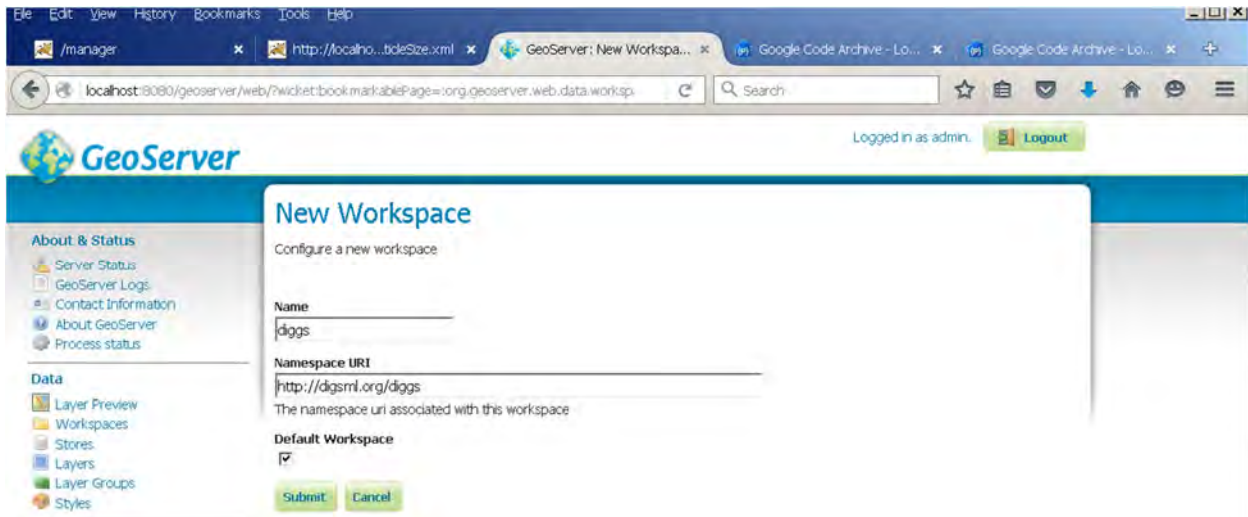 File Edit View History Bookmarks Tools Help
/manager
http://localho...ticleSize.xml
GeoServer: New Workspa...
Google Code Archive - Lo...
Google Code Archive - Lo...
localhost:8080/geoserver/web/?wicket:bookmarkablePage=:org.geoserver.web.data.worksp
Search
Logged in as admin.
Logout
GeoServer
New Workspace
Configure a new workspace
About & Status
Server Status
GeoServer Logs
Contact Information
About GeoServer
Process status
Name
diggs
Namespace URI
http://digsml.org/diggs
The namespace uri associated with this workspace
Default Workspace
Submit Cancel
Data
Layer Preview
Workspaces
Stores
Layers
Layer Groups
Styles